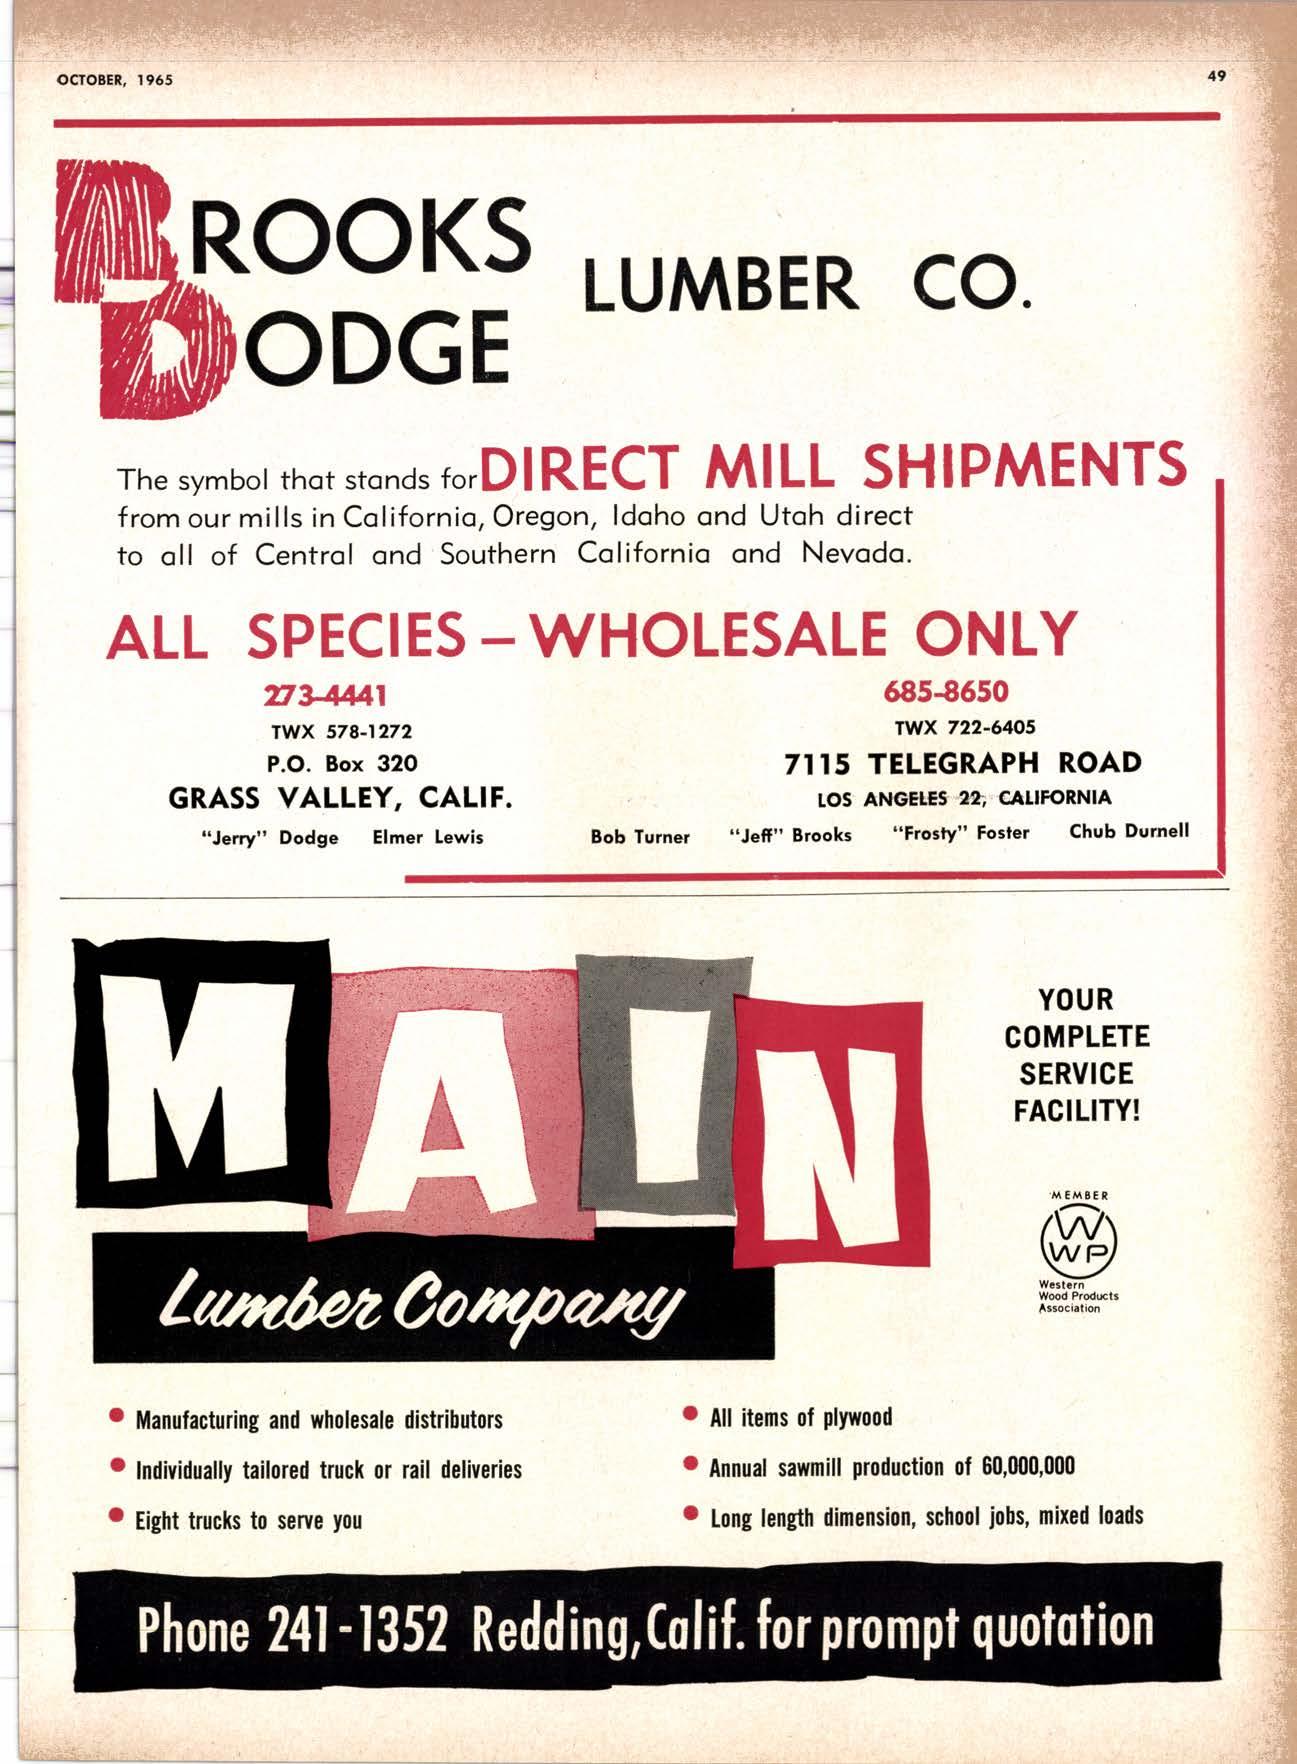 OCTOBER, 1965
49
BROOKS
DODGE
LUMBER CO.
The symbol that stands for DIRECT MILL SHIPMENTS
from our mills in California, Oregon, Idaho and Utah direct
to all of Central and Southern California and Nevada.
ALL SPECIES – WHOLESALE ONLY
273-4441
TWX 578-1272
P.O. Box 320
GRASS VALLEY, CALIF.
"Jerry" Dodge Elmer Lewis
685-8650
TWX 722-6405
7115 TELEGRAPH ROAD
LOS ANGELES 22, CALIFORNIA
Bob Turner "Jeff" Brooks "Frosty" Foster Chub Durnell
MAIN
Lumber Company
YOUR
COMPLETE
SERVICE
FACILITY!
MEMBER
W
WP
Western
Wood Products
Association
• Manufacturing and wholesale distributors
• Individually tailored truck or rail deliveries
• Eight trucks to serve you
• All items of plywood
• Annual sawmill production of 60,000,000
• Long length dimension, school jobs, mixed loads
Phone 241-1352 Redding, Calif. for prompt quotation